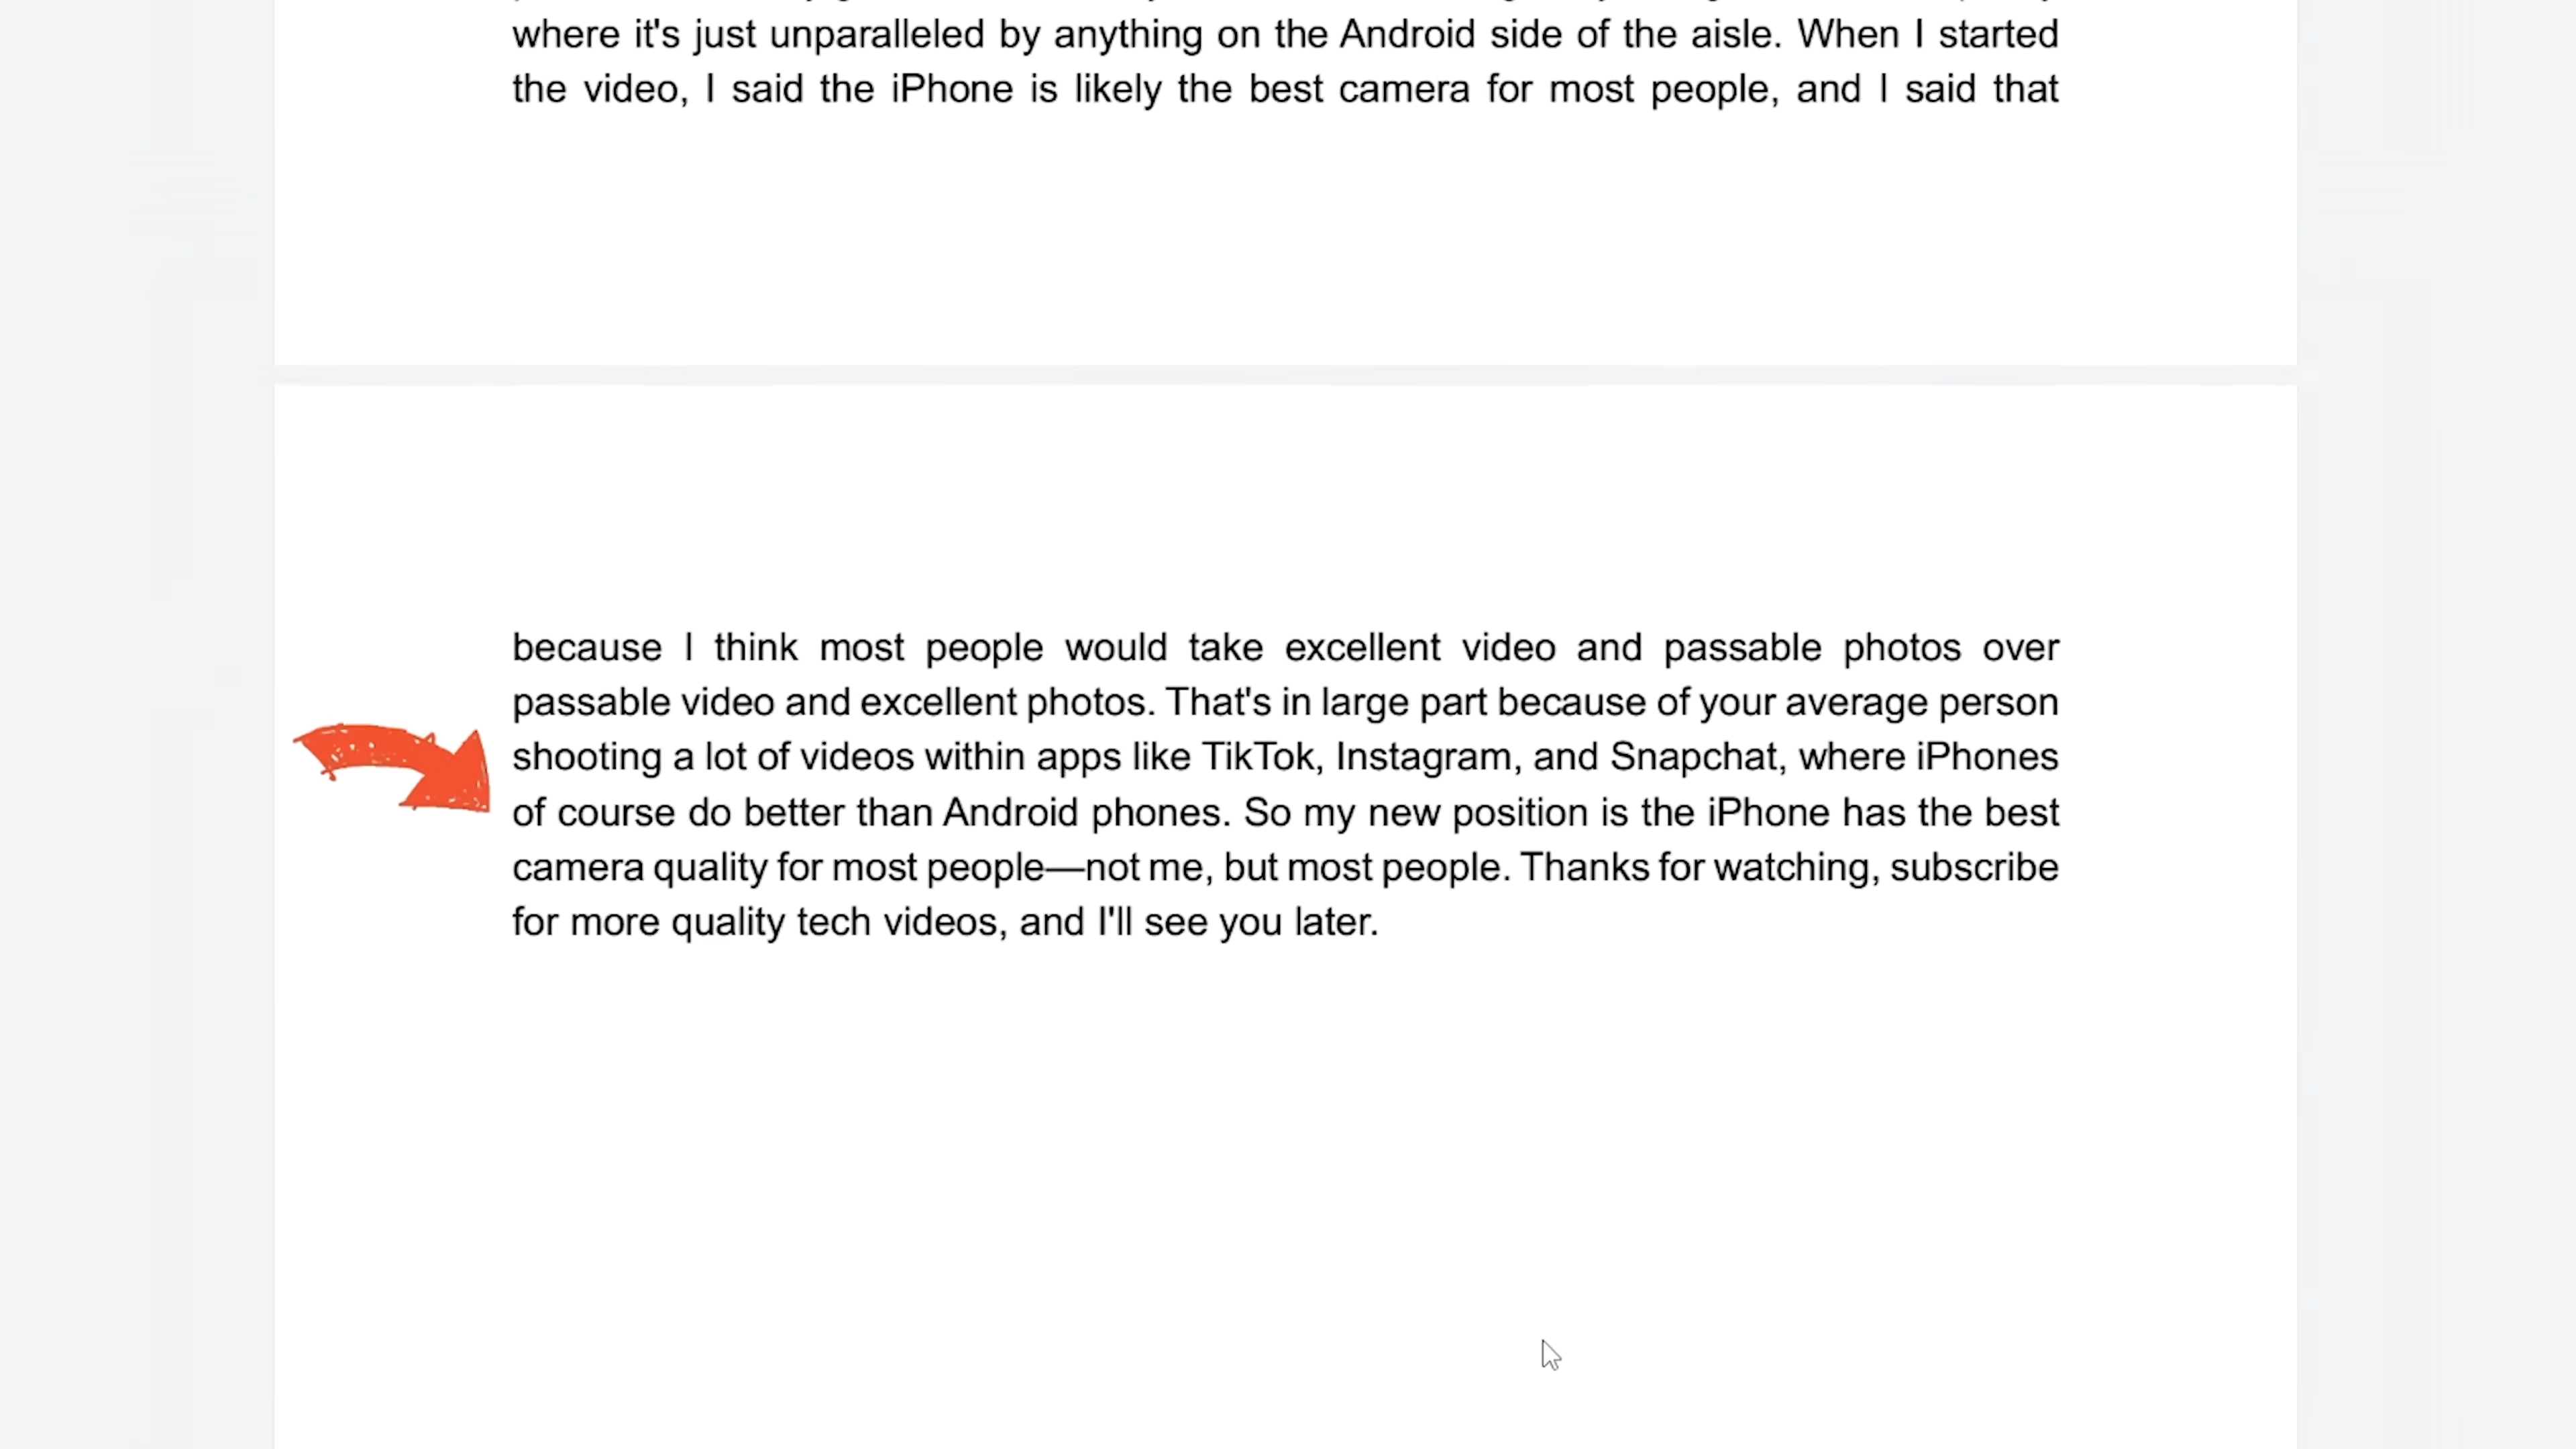 where it's just unparalleled by anything on the Android side of the aisle. When I started
the video, I said the iPhone is likely the best camera for most people, and I said that
because I think most people would take excellent video and passable photos over
passable video and excellent photos. That's in large part because of your average person
shooting a lot of videos within apps like TikTok, Instagram, and Snapchat, where iPhones
of course do better than Android phones. So my new position is the iPhone has the best
camera quality for most people—not me, but most people. Thanks for watching, subscribe
for more quality tech videos, and I'll see you later.